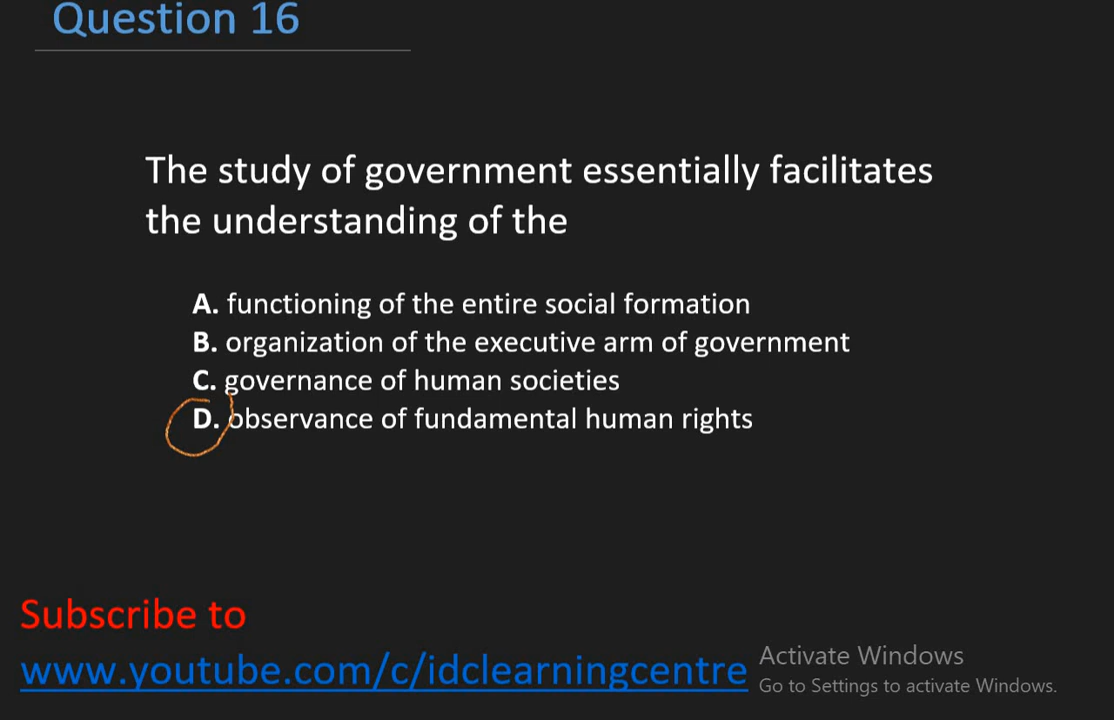 Question 16
The study of government essentially facilitates
the understanding of the
A. functioning of the entire social formation
B. organization of the executive arm of government
C. governance of human societies
D. observance of fundamental human rights
Subscribe to
www.youtube.com/c/idclearningcentre
Activate Windows
Go to Settings to activate Windows.